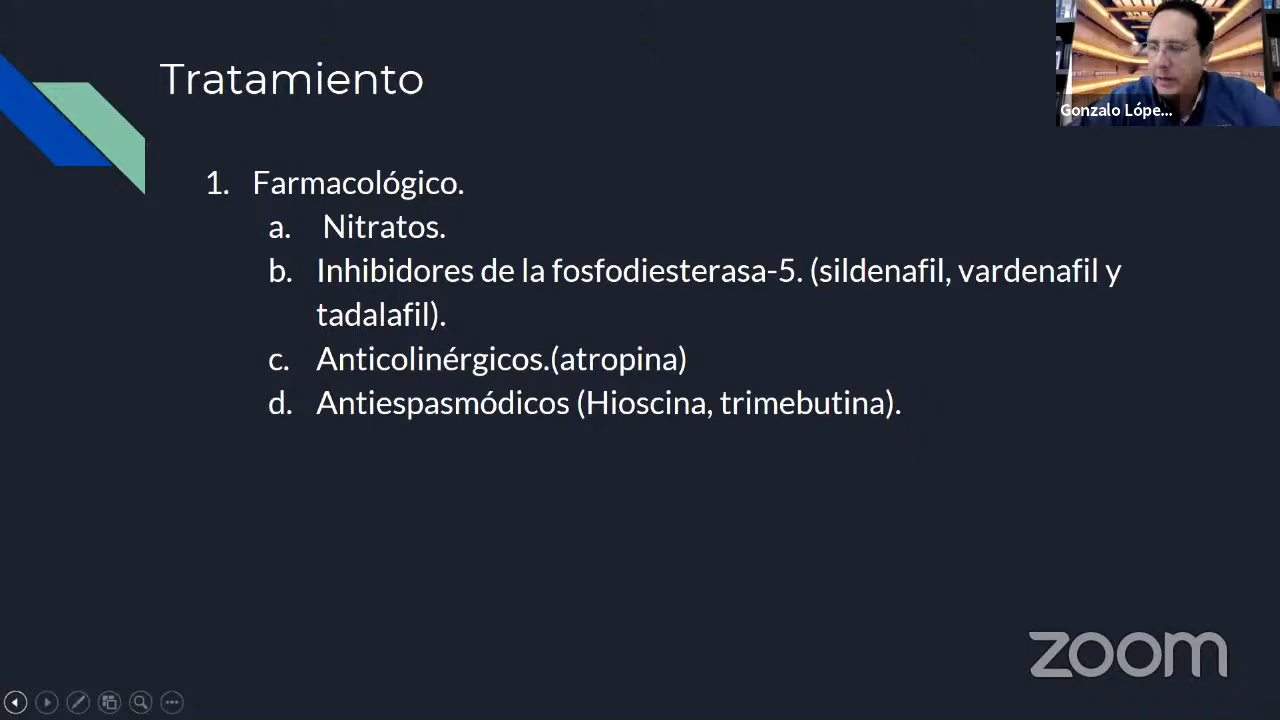 Tratamiento
Gonzalo Lópe...
1. Farmacológico.
a. Nitratos.
b. Inhibidores de la fosfodiesterasa-5. (sildenafil, vardenafil y
tadalafil).
c. Anticolinérgicos.(atropina)
d. Antiespasmódicos (Hioscina, trimebutina).
zoom